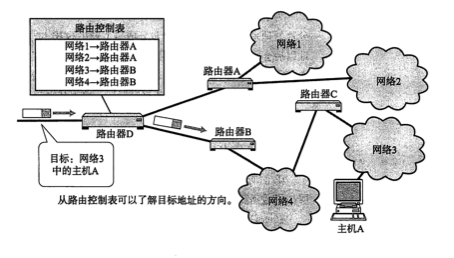 路由控制表
网络1→路由器A
网络2→路由器A
网络3→路由器B
网络4→路由器B
网络1
路由器A
网络2
路由器C
路由器D
路由器B
网络3
目标：网络3
中的主机A
网络4
从路由控制表可以了解目标地址的方向。
主机A